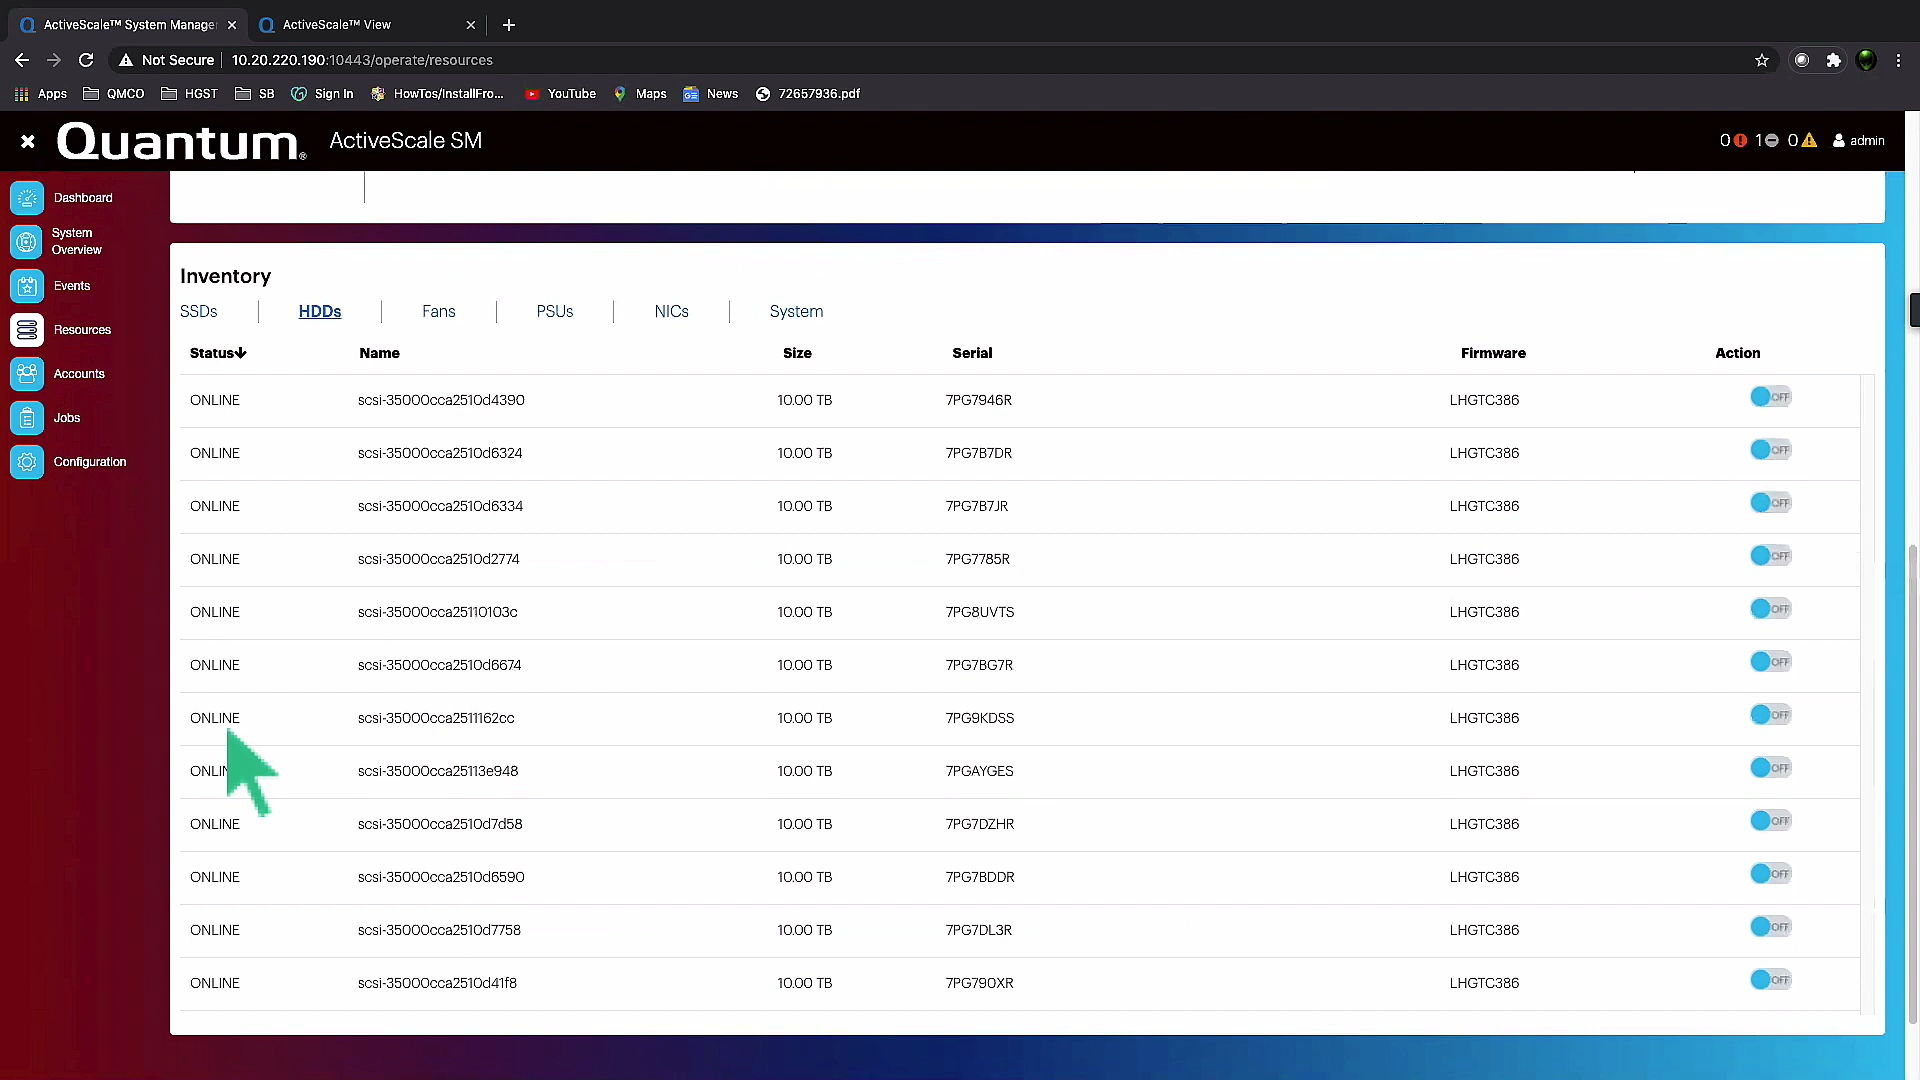 ActiveScale™ System Manage
ActiveScale™ View
Not Secure
10.20.220.190:10443/operate/resources
Apps
QMCO
HGST
SB
Sign In
HowTos/InstallFro...
YouTube
Maps
News
72657936.pdf
Quantum®
ActiveScale SM
0 1 0 admin
Dashboard
System
Overview
Events
Resources
Accounts
Jobs
Configuration
Inventory
SSDs HDDs Fans PSUs NICs System
Status Name Size Serial Firmware Action
ONLINE scsi-35000cca2510d4390 10.00 TB 7PG7946R LHGTC386 OFF
ONLINE scsi-35000cca2510d6324 10.00 TB 7PG7B7DR LHGTC386 OFF
ONLINE scsi-35000cca2510d6334 10.00 TB 7PG7B7JR LHGTC386 OFF
ONLINE scsi-35000cca2510d2774 10.00 TB 7PG7785R LHGTC386 OFF
ONLINE scsi-35000cca25110103c 10.00 TB 7PG8UVTS LHGTC386 OFF
ONLINE scsi-35000cca2510d6674 10.00 TB 7PG7BG7R LHGTC386 OFF
ONLINE scsi-35000cca2511162cc 10.00 TB 7PG9KDSS LHGTC386 OFF
ONLIN scsi-35000cca25113e948 10.00 TB 7PGAYGES LHGTC386 OFF
ONLINE scsi-35000cca2510d7d58 10.00 TB 7PG7DZHR LHGTC386 OFF
ONLINE scsi-35000cca2510d6590 10.00 TB 7PG7BDDR LHGTC386 OFF
ONLINE scsi-35000cca2510d7758 10.00 TB 7PG7DL3R LHGTC386 OFF
ONLINE scsi-35000cca2510d41f8 10.00 TB 7PG790XR LHGTC386 OFF